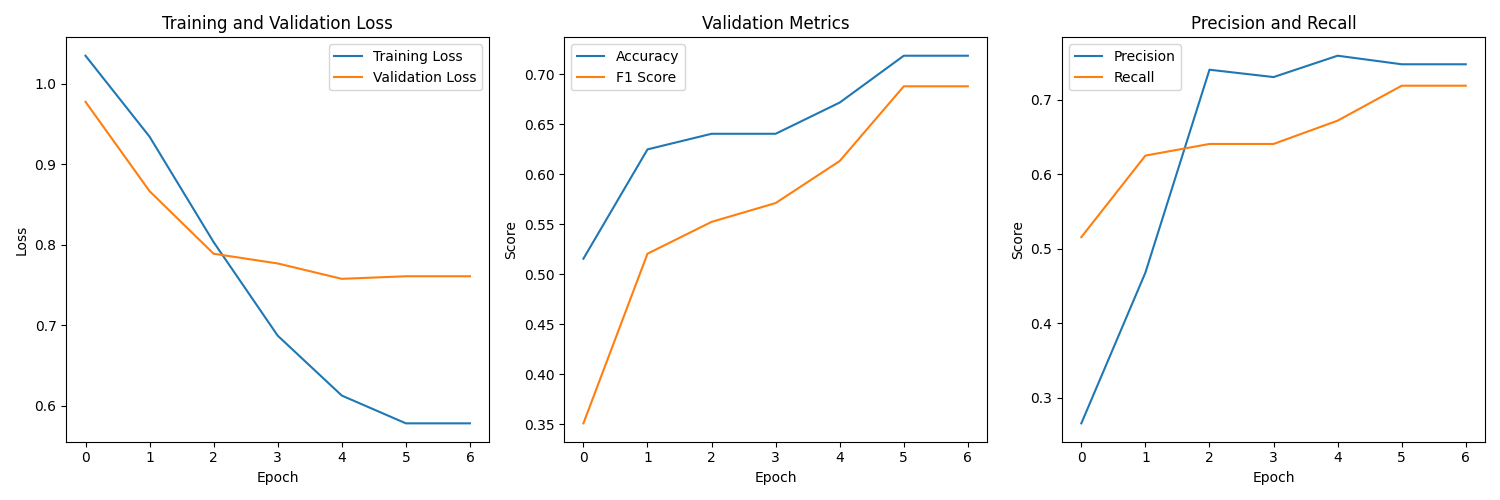 Training and Validation Loss
Training Loss
Validation Loss
1.0
0.9
0.8
0.7
0.6
Loss
0 1 2 3 4 5 6
Epoch
Validation Metrics
Accuracy
F1 Score
0.70
0.65
0.60
0.55
0.50
0.45
0.40
0.35
Score
0 1 2 3 4 5 6
Epoch
Precision and Recall
Precision
Recall
0.7
0.6
0.5
0.4
0.3
Score
0 1 2 3 4 5 6
Epoch